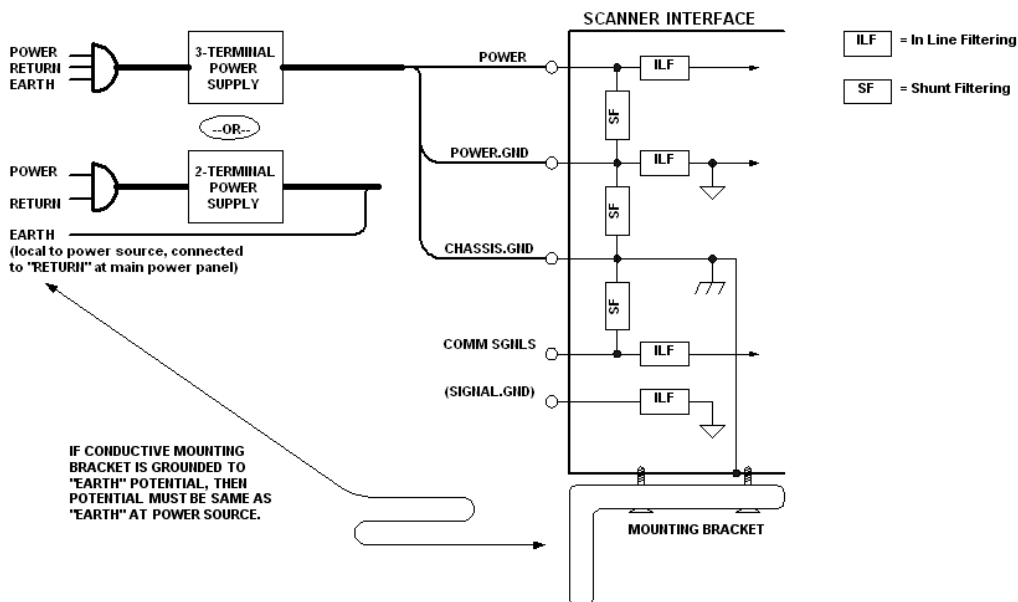 SCANNER INTERFACE
ILF = In Line Filtering
SF = Shunt Filtering
POWER
RETURN
EARTH
3-TERMINAL
POWER
SUPPLY
--OR--
POWER
RETURN
2-TERMINAL
POWER
SUPPLY
EARTH
(local to power source, connected
to "RETURN" at main power panel)
POWER
ILF
SF
POWER.GND
ILF
SF
CHASSIS.GND
SF
COMM SGNLS
ILF
(SIGNAL.GND)
ILF
IF CONDUCTIVE MOUNTING
BRACKET IS GROUNDED TO
"EARTH" POTENTIAL, THEN
POTENTIAL MUST BE SAME AS
"EARTH" AT POWER SOURCE.
MOUNTING BRACKET